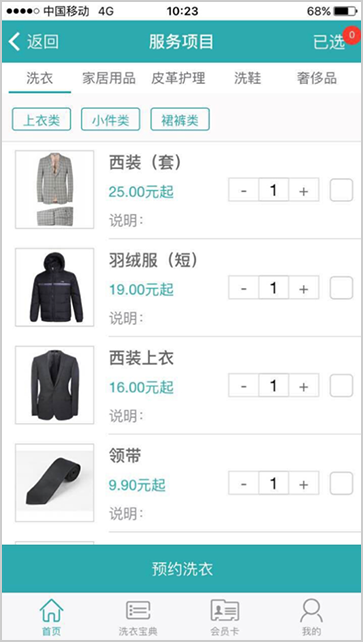 中国移动 4G 10:23 68%
返回 服务项目 已选 0
洗衣 家居用品 皮革护理 洗鞋 奢侈品
上衣类 小件类 裙裤类
西装（套）
25.00元起 - 1 +
说明：
羽绒服（短）
19.00元起 - 1 +
说明：
西装上衣
16.00元起 - 1 +
说明：
领带
9.90元起 - 1 +
说明：
预约洗衣
首页 洗衣宝典 会员卡 我的